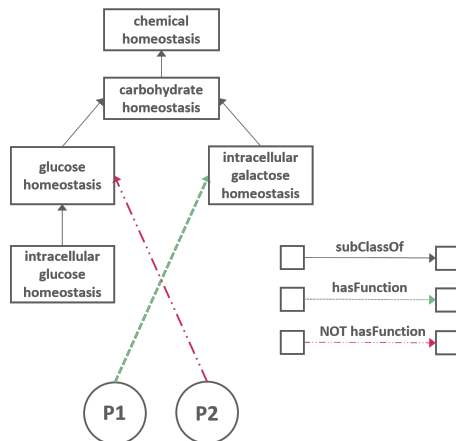 chemical
homeostasis
carbohydrate
homeostasis
glucose
homeostasis
intracellular
galactose
homeostasis
intracellular
glucose
homeostasis
subClassOf
hasFunction
NOT hasFunction
P1
P2